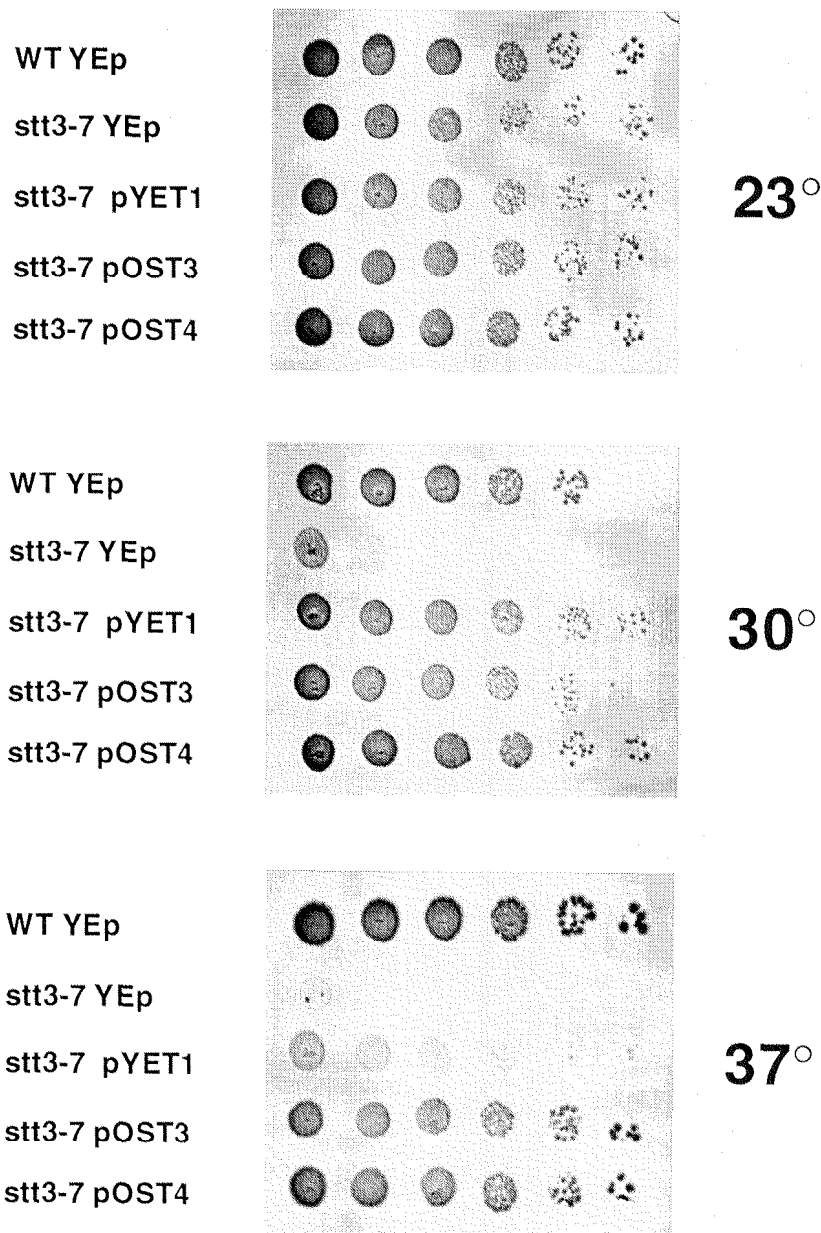 WT YEp
stt3-7 YEp
stt3-7 pYET1
stt3-7 pOST3
stt3-7 pOST4
23°
WT YEp
stt3-7 YEp
stt3-7 pYET1
stt3-7 pOST3
stt3-7 pOST4
30°
WT YEp
stt3-7 YEp
stt3-7 pYET1
stt3-7 pOST3
stt3-7 pOST4
37°